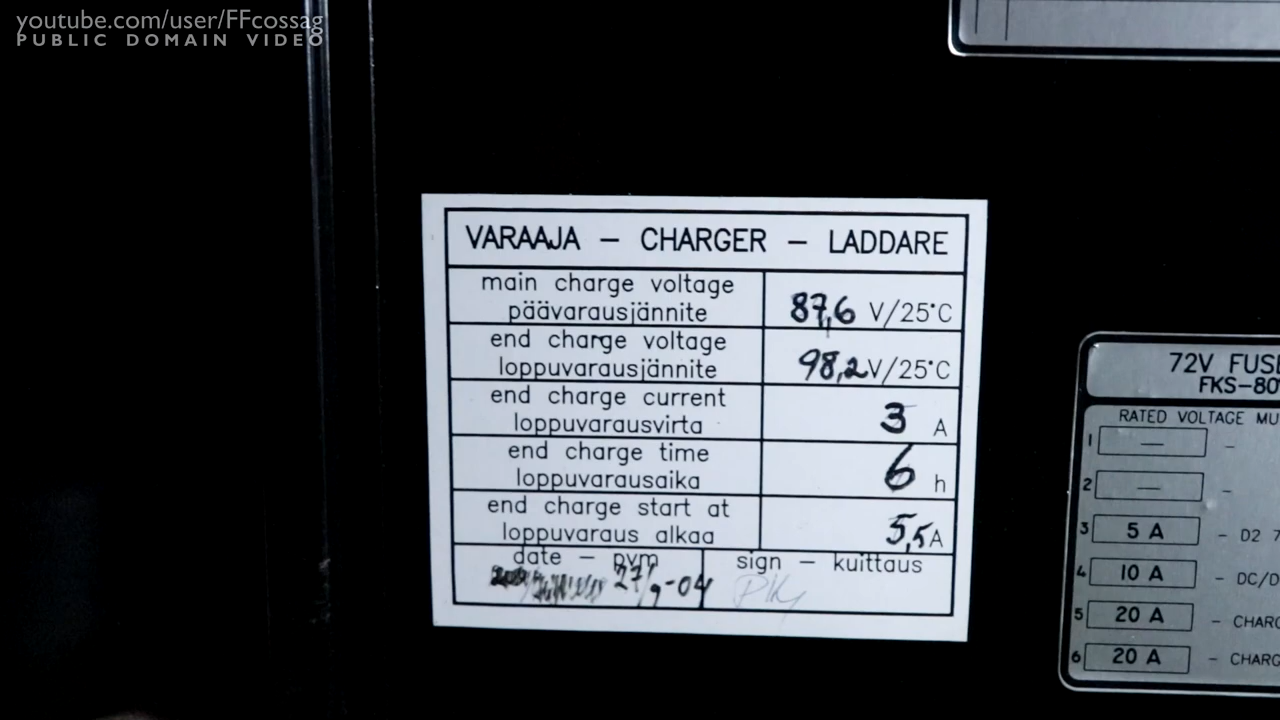 youtube.com/user/FFcossag
PUBLIC DOMAIN VIDEO
VARAAJA – CHARGER – LADDARE
main charge voltage
päävarausjännite
87,6 V/25°C
end charge voltage
loppuvarausjännite
98,2 V/25°C
end charge current
loppuvarausvirta
3 A
end charge time
loppuvarausaika
6 h
end charge start at
loppuvaraus alkaa
5,5 A
date – pvm
27/9-04
sign – kuittaus
72V FUSE
FKS-80
RATED VOLTAGE MU
1 — –
2 — –
3 5 A – D2 7
4 10 A – DC/D
5 20 A – CHARG
6 20 A – CHARG